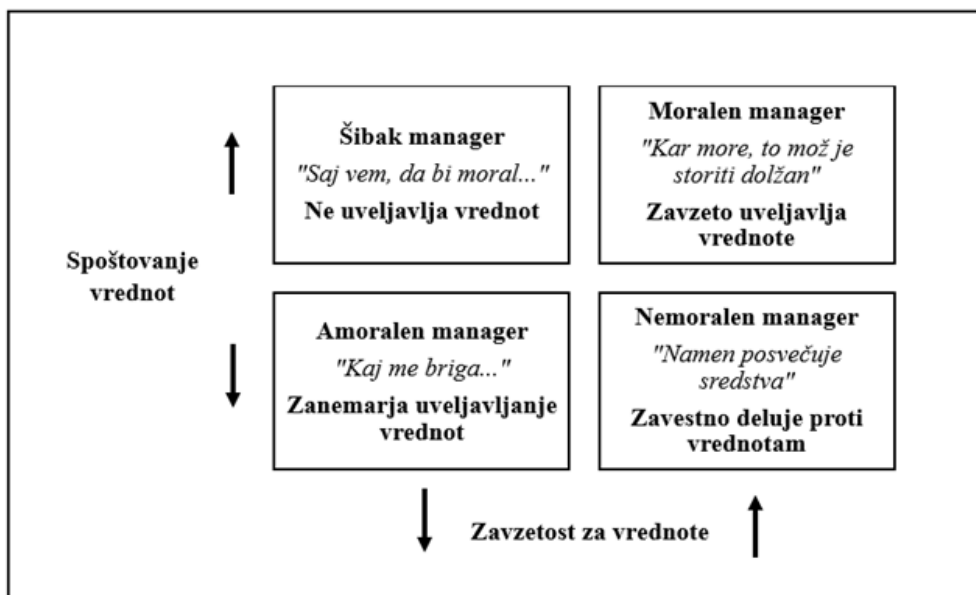 Šibak manager
"Saj vem, da bi moral..."
Ne uveljavlja vrednot
Moralen manager
"Kar more, to mož je
storiti dolžan"
Zavzeto uveljavlja
vrednote
Spoštovanje
vrednot
Amoralen manager
"Kaj me briga..."
Zanemarja uveljavljanje
vrednot
Nemoralen manager
"Namen posvečuje
sredstva"
Zavestno deluje proti
vrednotam
Zavzetost za vrednote